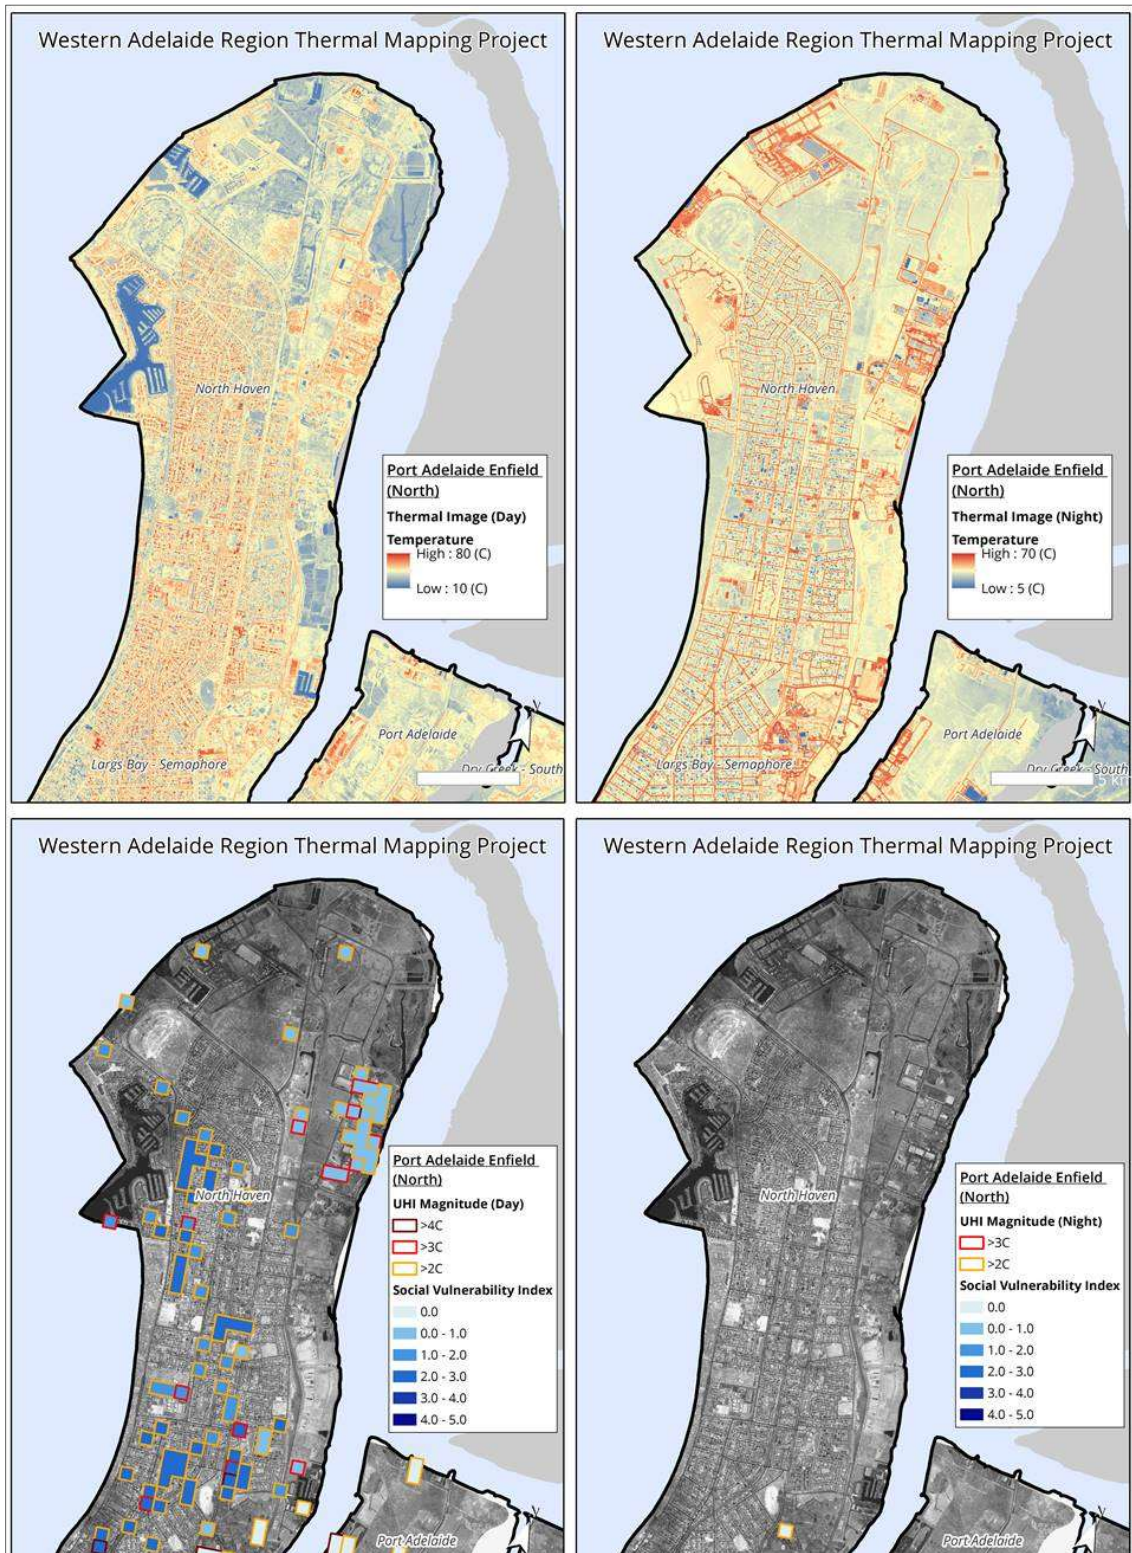 Western Adelaide Region Thermal Mapping Project
North Haven
Port Adelaide Enfield
(North)
Thermal Image (Day)
Temperature
High : 80 (C)
Low : 10 (C)
Port Adelaide
Largs Bay - Semaphore
Dry Creek - South
Western Adelaide Region Thermal Mapping Project
North Haven
Port Adelaide Enfield
(North)
Thermal Image (Night)
Temperature
High : 70 (C)
Low : 5 (C)
Port Adelaide
Largs Bay - Semaphore
Dry Creek - South
Western Adelaide Region Thermal Mapping Project
North Haven
Port Adelaide Enfield
(North)
UHI Magnitude (Day)
>4C
>3C
>2C
Social Vulnerability Index
0.0
0.0 - 1.0
1.0 - 2.0
2.0 - 3.0
3.0 - 4.0
4.0 - 5.0
Port Adelaide
Western Adelaide Region Thermal Mapping Project
North Haven
Port Adelaide Enfield
(North)
UHI Magnitude (Night)
>3C
>2C
Social Vulnerability Index
0.0
0.0 - 1.0
1.0 - 2.0
2.0 - 3.0
3.0 - 4.0
4.0 - 5.0
Port Adelaide